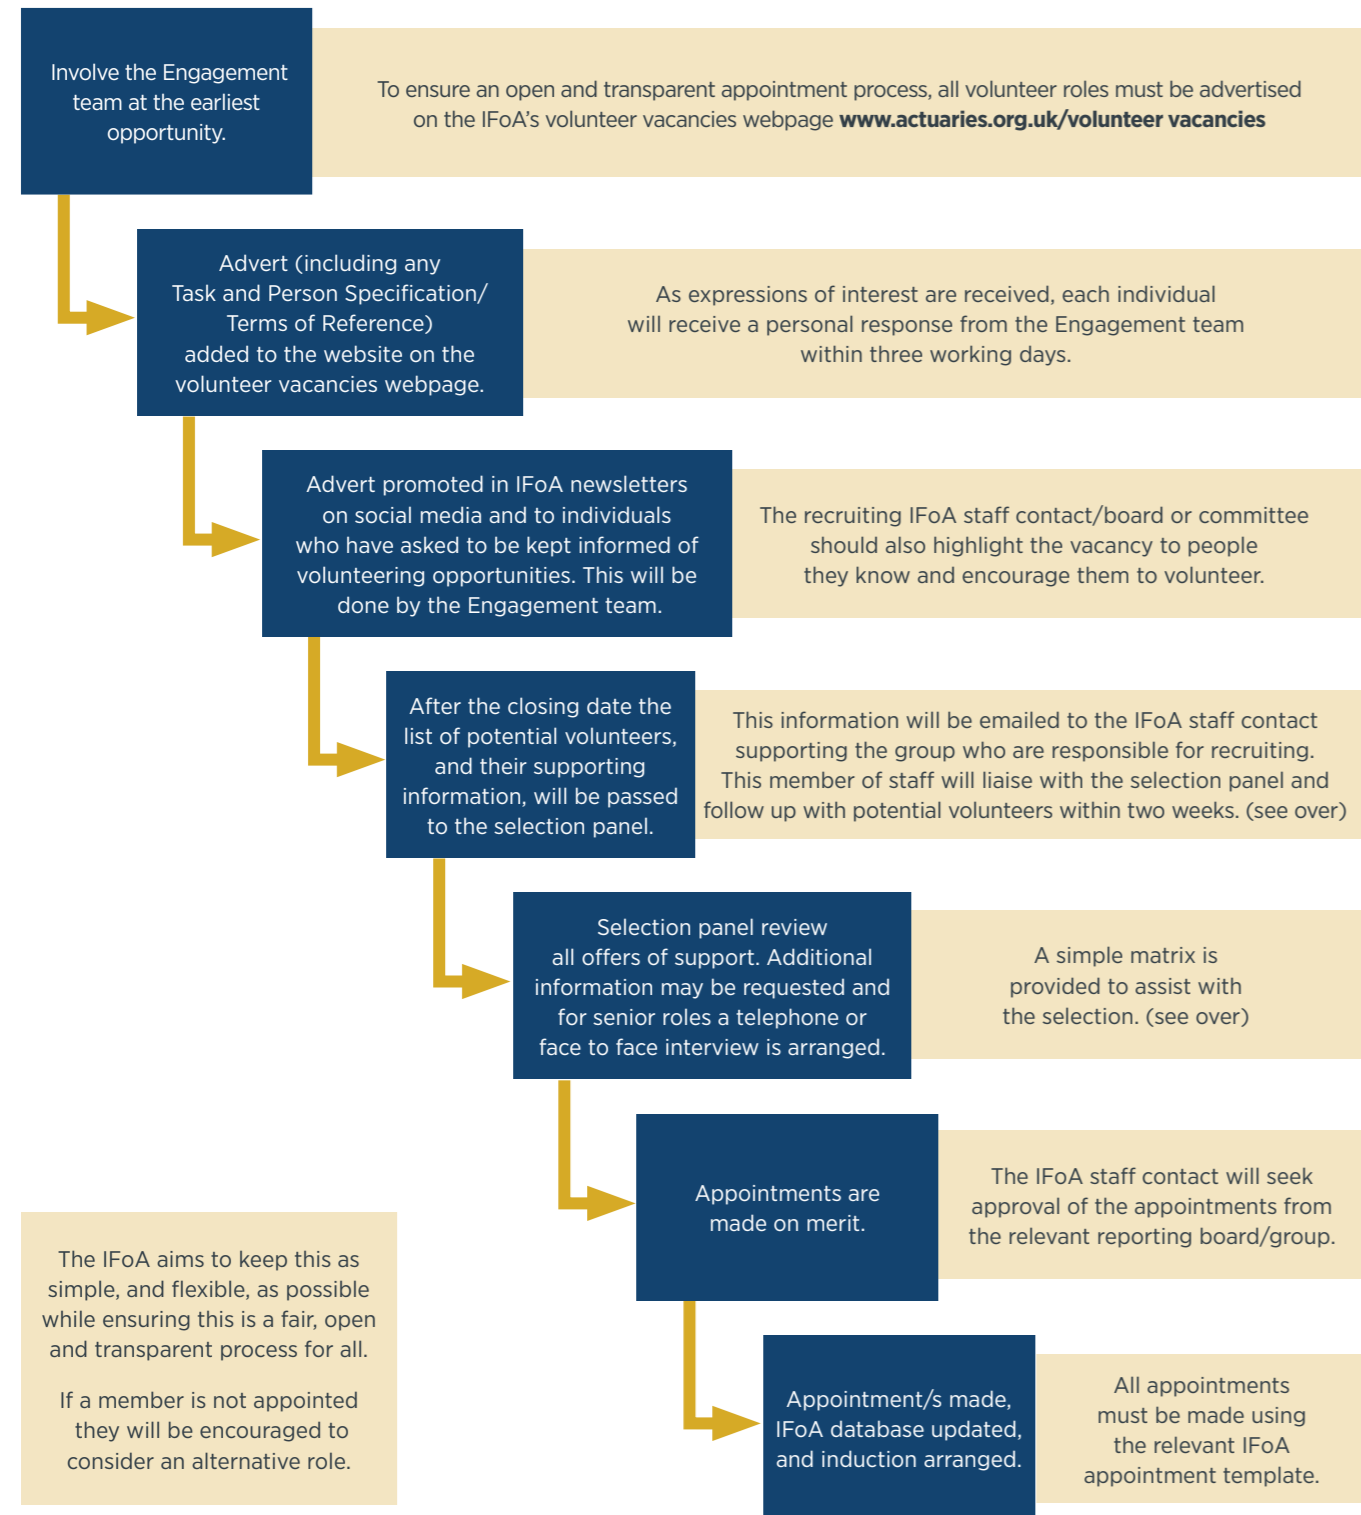 Involve the Engagement
team at the earliest
opportunity.
To ensure an open and transparent appointment process, all volunteer roles must be advertised
on the IFoA's volunteer vacancies webpage www.actuaries.org.uk/volunteer vacancies
Advert (including any
Task and Person Specification/
Terms of Reference)
added to the website on the
volunteer vacancies webpage.
As expressions of interest are received, each individual
will receive a personal response from the Engagement team
within three working days.
Advert promoted in IFoA newsletters
on social media and to individuals
who have asked to be kept informed of
volunteering opportunities. This will be
done by the Engagement team.
The recruiting IFoA staff contact/board or committee
should also highlight the vacancy to people
they know and encourage them to volunteer.
After the closing date the
list of potential volunteers,
and their supporting
information, will be passed
to the selection panel.
This information will be emailed to the IFoA staff contact
supporting the group who are responsible for recruiting.
This member of staff will liaise with the selection panel and
follow up with potential volunteers within two weeks. (see over)
Selection panel review
all offers of support. Additional
information may be requested and
for senior roles a telephone or
face to face interview is arranged.
A simple matrix is
provided to assist with
the selection. (see over)
Appointments are
made on merit.
The IFoA staff contact will seek
approval of the appointments from
the relevant reporting board/group.
The IFoA aims to keep this as
simple, and flexible, as possible
while ensuring this is a fair, open
and transparent process for all.
If a member is not appointed
they will be encouraged to
consider an alternative role.
Appointment/s made,
IFoA database updated,
and induction arranged.
All appointments
must be made using
the relevant IFoA
appointment template.